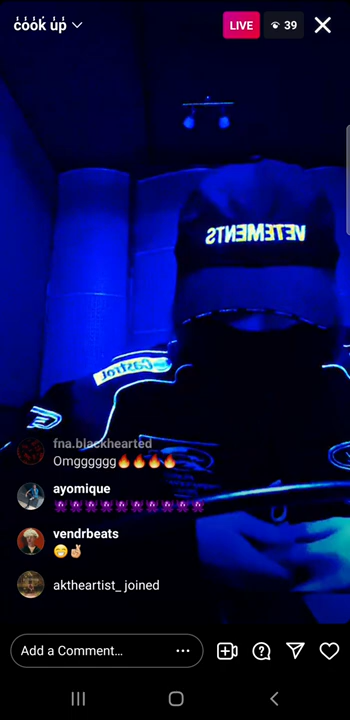 cook up
LIVE
39
VETEMENTS
Castrol
fna.blackhearted
Omgggggg🔥🔥🔥🔥
ayomique
vendrbeats
😁🤞🏼
aktheartist_ joined
Add a Comment...